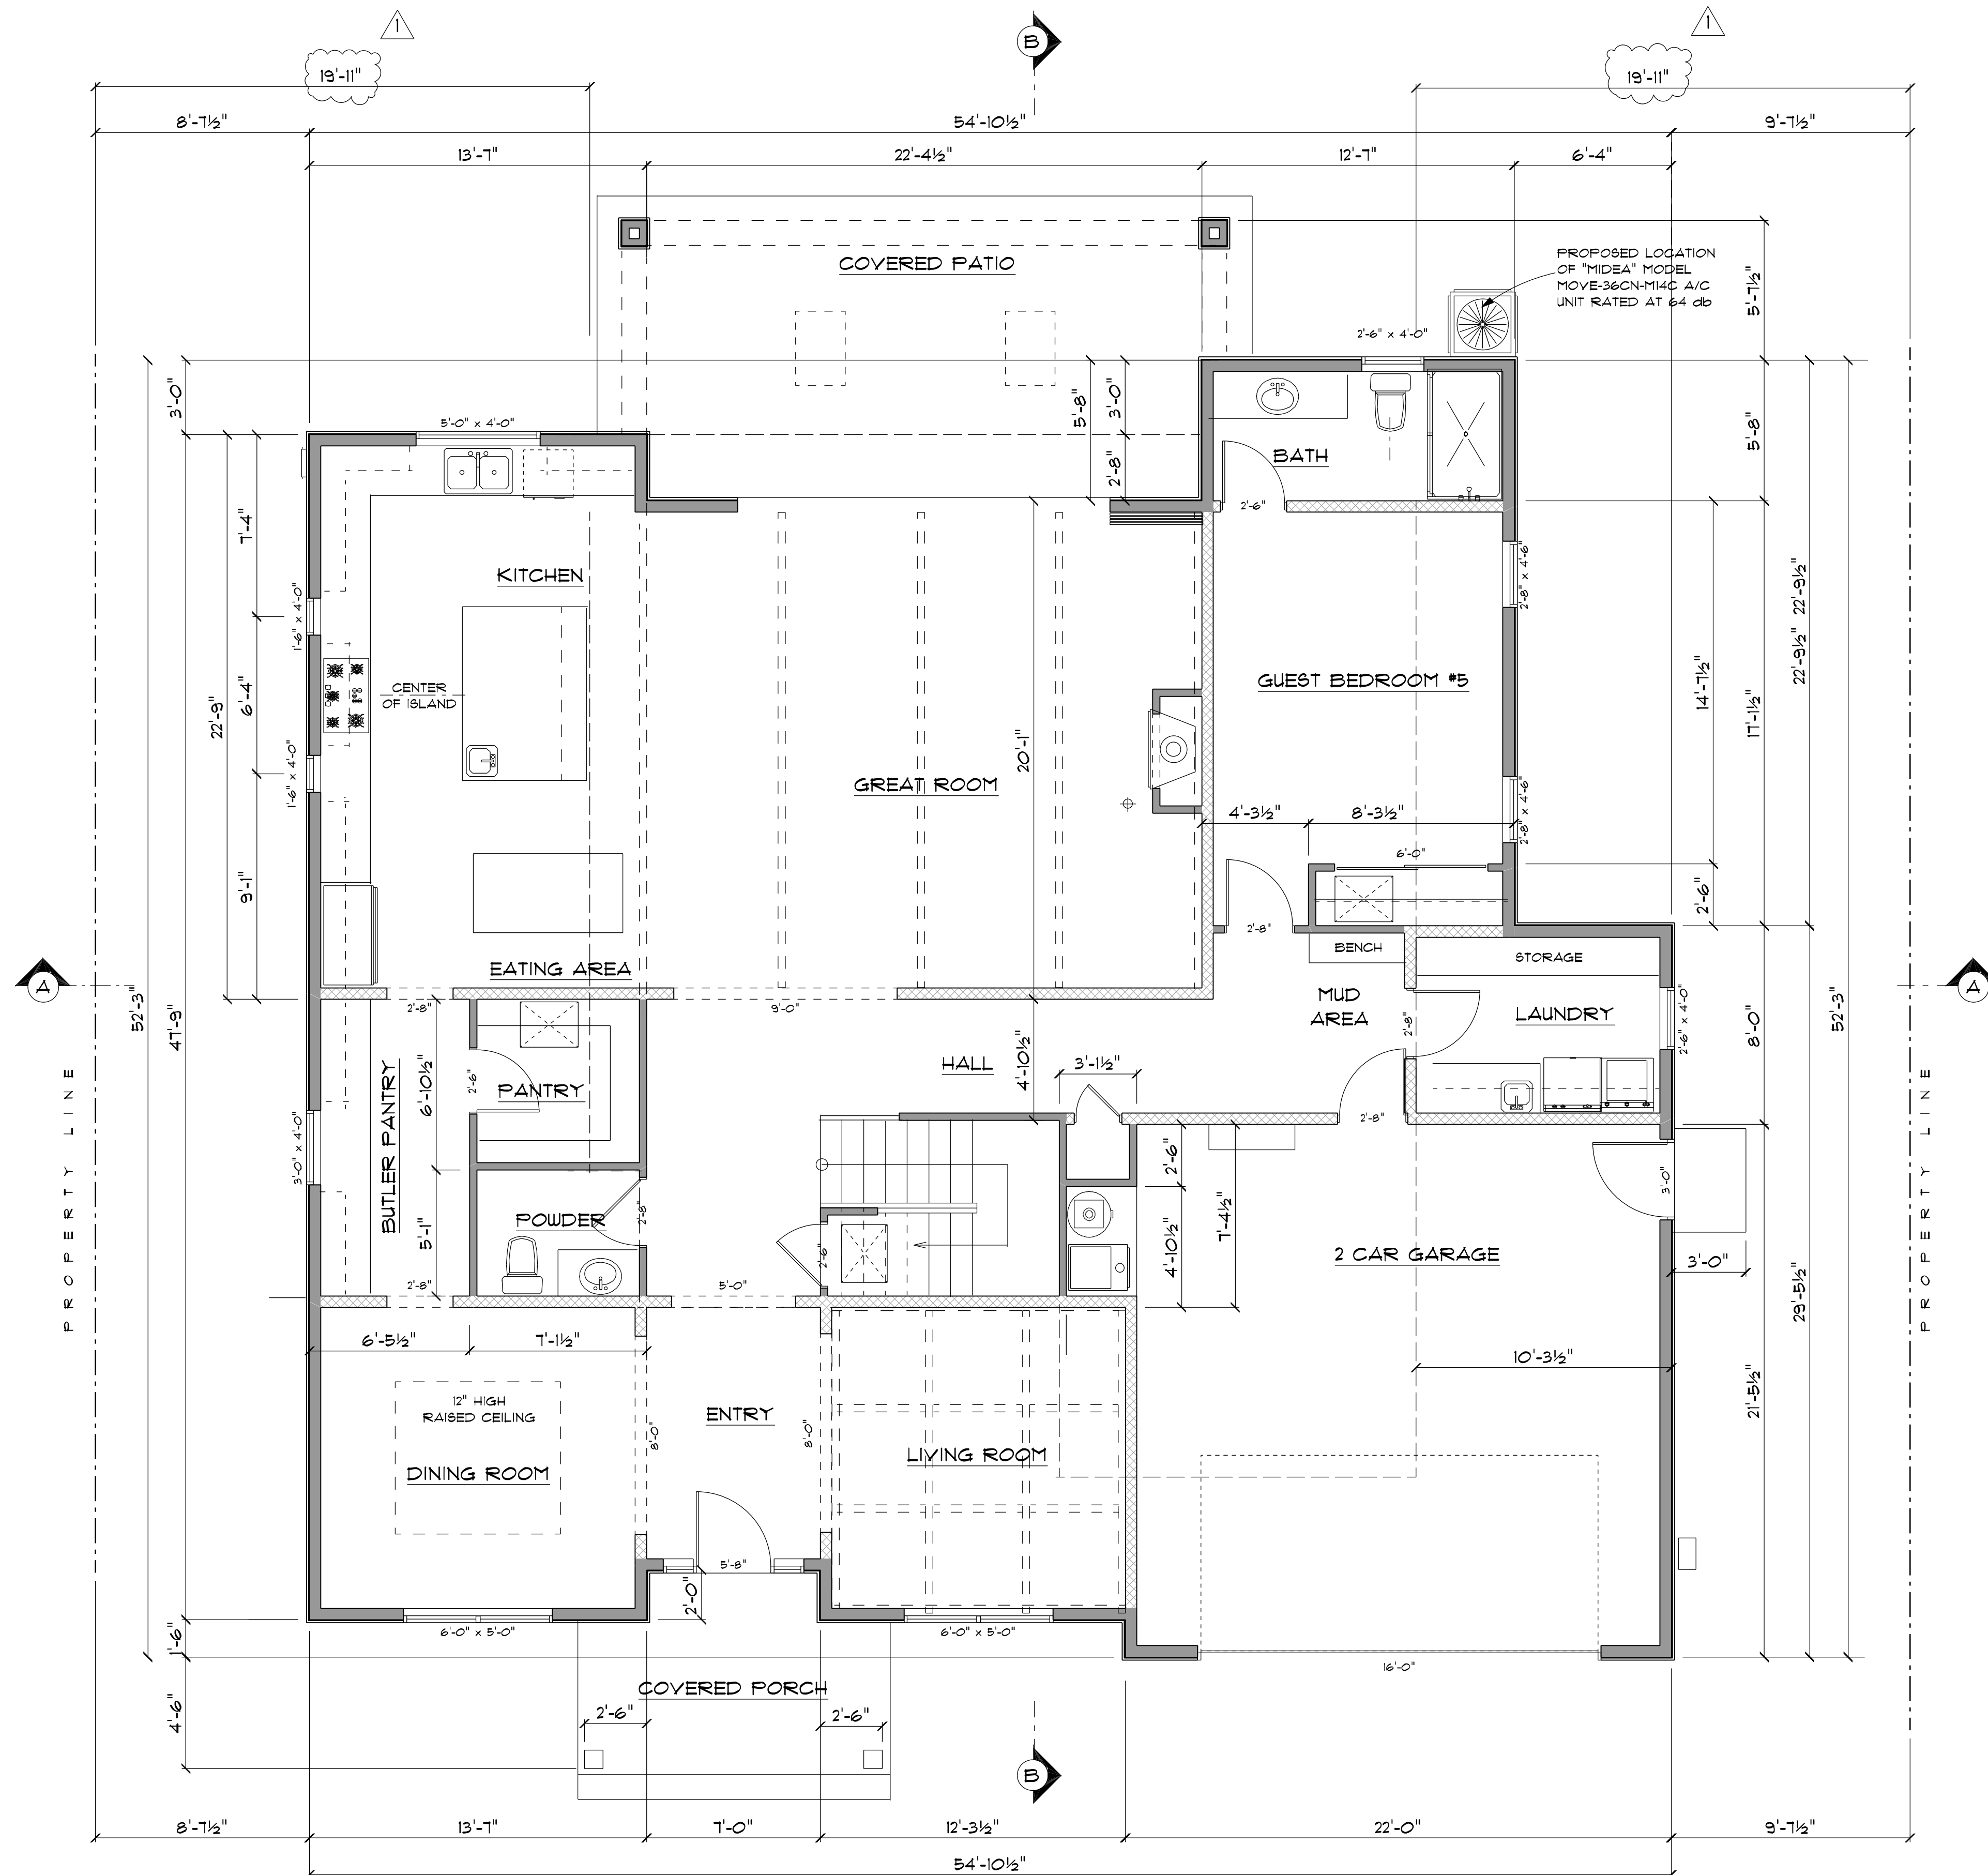 1
1
B
19'-11"
19'-11"
8'-7½"
54'-10½"
9'-7½"
13'-7"
22'-4½"
12'-7"
6'-4"
COVERED PATIO
PROPOSED LOCATION
OF "MIDEA" MODEL
MOVE-36CN-M14C A/C
UNIT RATED AT 64 db
5'-7½"
2'-6" x 4'-0"
3'-0"
5'-8"
3'-0"
2'-8"
5'-0" x 4'-0"
BATH
5'-8"
2'-6"
7'-4"
KITCHEN
1'-6" x 4'-0"
2'-8" x 4'-6"
22'-9½"
22'-9½"
CENTER
OF ISLAND
GUEST BEDROOM #5
14'-7½"
17'-1½"
6'-4"
22'-9"
1'-6" x 4'-0"
20'-1"
GREAT ROOM
4'-3½"
8'-3½"
2'-8" x 4'-6"
6'-0"
9'-1"
2'-6"
2'-8"
BENCH
STORAGE
EATING AREA
A
A
52'-3"
47'-9"
2'-8"
9'-0"
MUD
AREA
2'-8"
LAUNDRY
2'-6" x 4'-0"
8'-0"
52'-3"
HALL
4'-10½"
3'-1½"
BUTLER PANTRY
6'-10½"
2'-6"
PANTRY
3'-0" x 4'-0"
2'-8"
PROPERTY LINE
PROPERTY LINE
2'-6"
7'-4½"
3'-0"
5'-1"
POWDER
2'-8"
2'-6"
4'-10½"
2 CAR GARAGE
3'-0"
29'-5½"
2'-8"
5'-0"
6'-5½"
7'-1½"
10'-3½"
21'-5½"
12" HIGH
RAISED CEILING
DINING ROOM
8'-0"
ENTRY
8'-0"
LIVING ROOM
5'-8"
2'-0"
6'-0" x 5'-0"
6'-0" x 5'-0"
1'-6"
16'-0"
COVERED PORCH
4'-6"
2'-6"
2'-6"
B
8'-7½"
13'-7"
7'-0"
12'-3½"
22'-0"
9'-7½"
54'-10½"